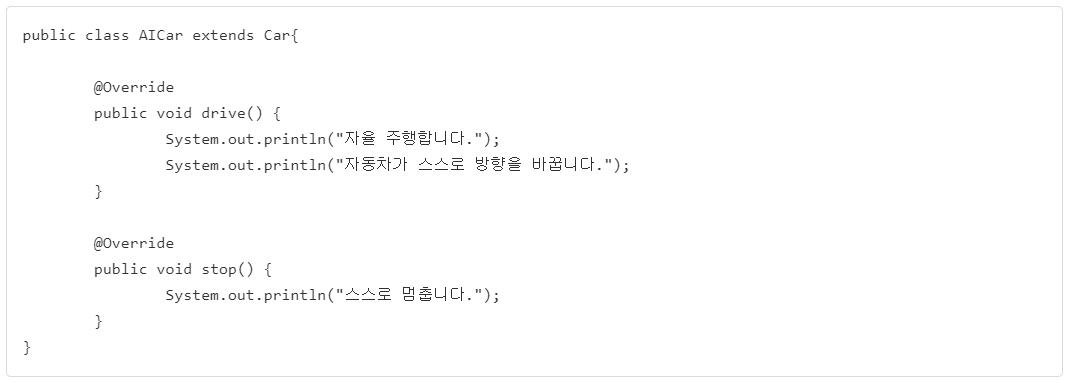 public class AICar extends Car{
@Override
public void drive() {
System.out.println("자율 주행합니다.");
System.out.println("자동차가 스스로 방향을 바꿉니다.");
}
@Override
public void stop() {
System.out.println("스스로 멈춥니다.");
}
}